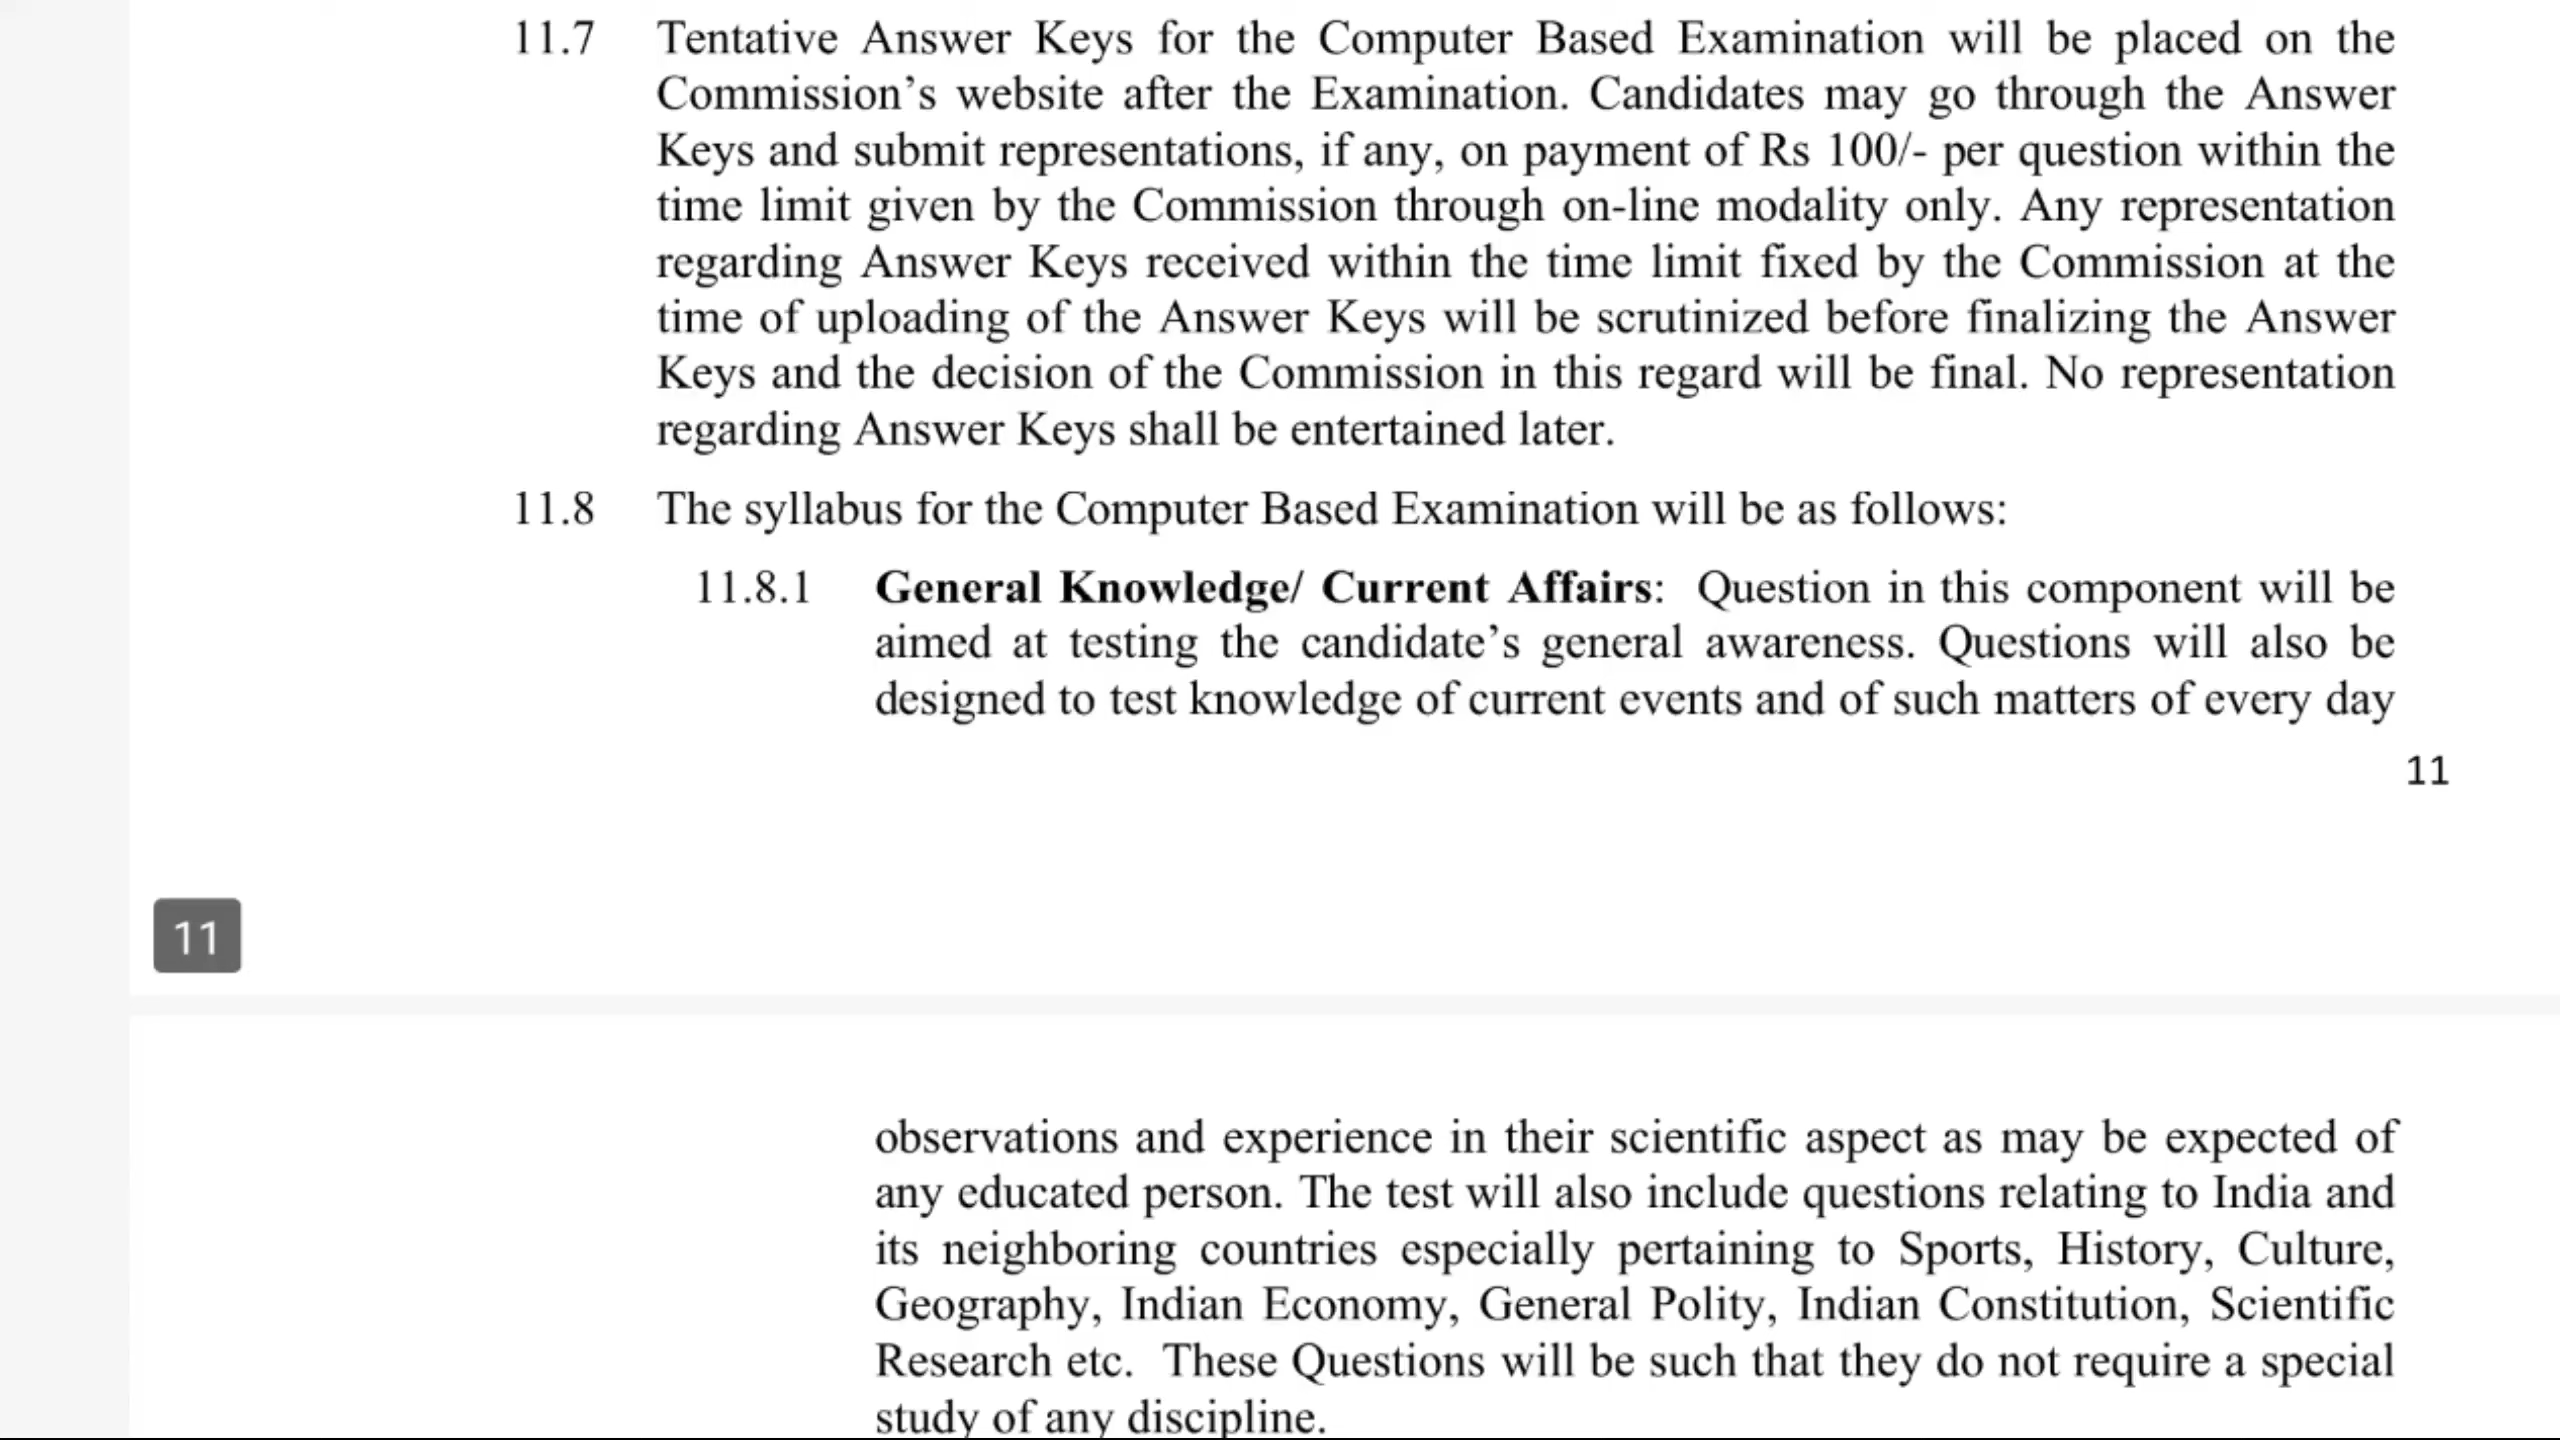 11.7 Tentative Answer Keys for the Computer Based Examination will be placed on the
Commission’s website after the Examination. Candidates may go through the Answer
Keys and submit representations, if any, on payment of Rs 100/- per question within the
time limit given by the Commission through on-line modality only. Any representation
regarding Answer Keys received within the time limit fixed by the Commission at the
time of uploading of the Answer Keys will be scrutinized before finalizing the Answer
Keys and the decision of the Commission in this regard will be final. No representation
regarding Answer Keys shall be entertained later.
11.8 The syllabus for the Computer Based Examination will be as follows:
11.8.1 General Knowledge/ Current Affairs: Question in this component will be
aimed at testing the candidate’s general awareness. Questions will also be
designed to test knowledge of current events and of such matters of every day
11
11
observations and experience in their scientific aspect as may be expected of
any educated person. The test will also include questions relating to India and
its neighboring countries especially pertaining to Sports, History, Culture,
Geography, Indian Economy, General Polity, Indian Constitution, Scientific
Research etc. These Questions will be such that they do not require a special
study of any discipline.